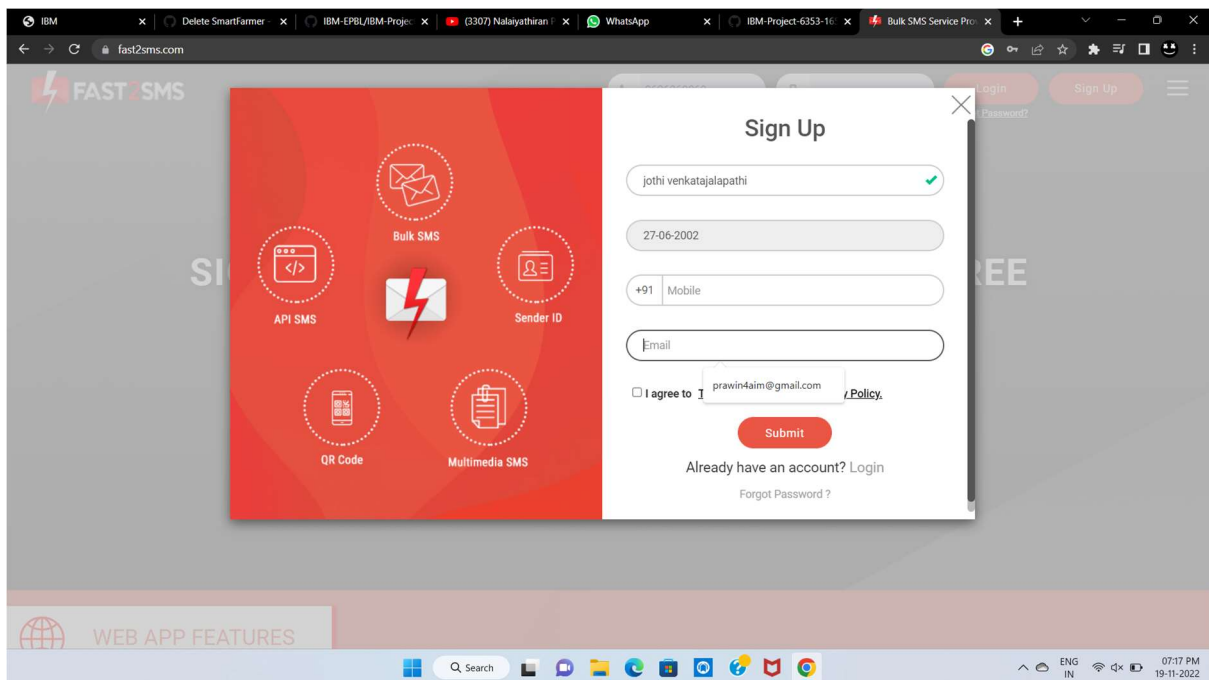 IBM
Delete SmartFarmer -
IBM-EPBL/IBM-Projec
(3307) Nalaiyathiran P
WhatsApp
IBM-Project-6353-16
Bulk SMS Service Prov
fast2sms.com
FAST2SMS
Login
Sign Up
Password?
Sign Up
jothi venkatajalapathi
27-06-2002
+91 Mobile
Email
prawin4aim@gmail.com
I agree to T
y Policy.
Submit
Already have an account? Login
Forgot Password ?
Bulk SMS
API SMS
Sender ID
QR Code
Multimedia SMS
SI
REE
WEB APP FEATURES
Search
ENG
IN
07:17 PM
19-11-2022